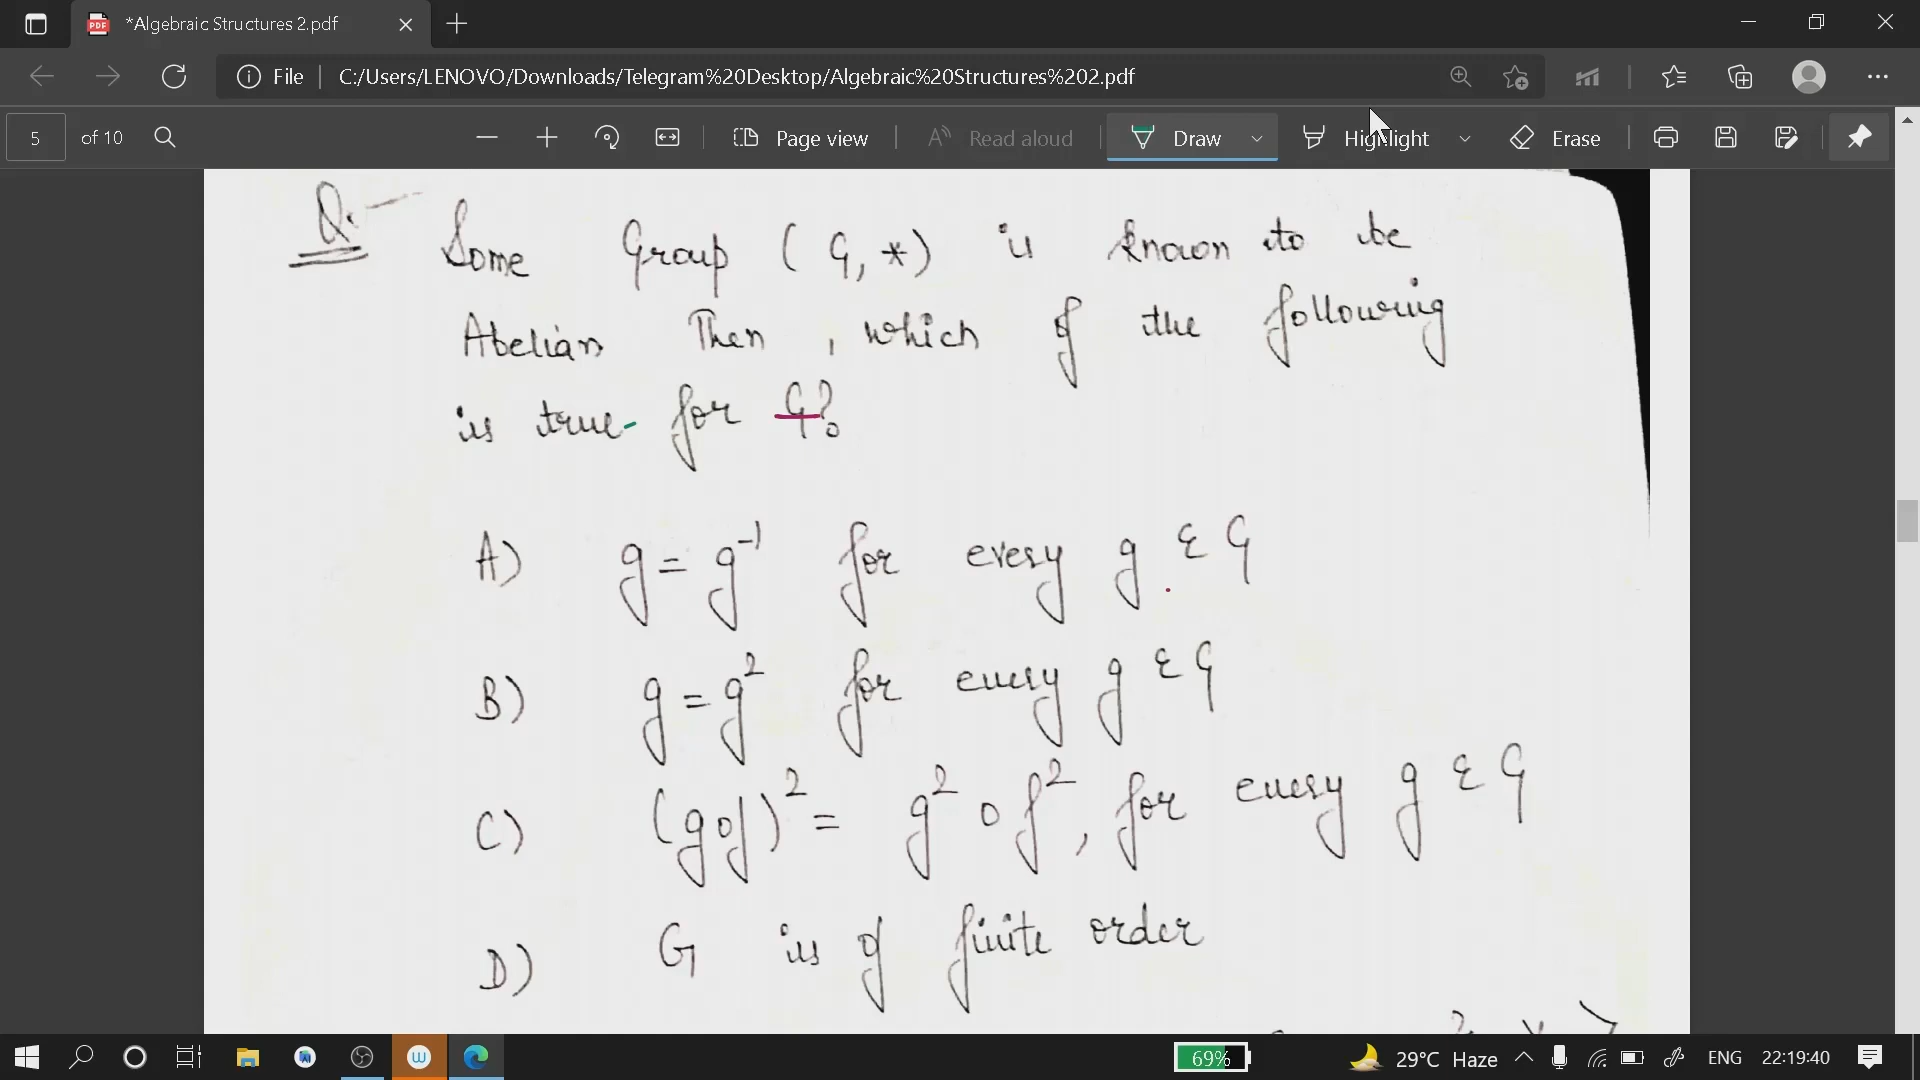 *Algebraic Structures 2.pdf
File C:/Users/LENOVO/Downloads/Telegram%20Desktop/Algebraic%20Structures%202.pdf
5 of 10 Page view Read aloud Draw Highlight Erase
Q:-
Some Group (G, *) is known to be
Abelian Then, which of the following
is true for G?
A) g = g⁻¹ for every g ε G
B) g = g² for every g ε G
C) (gof)² = g² o f², for every g ε G
D) G is of finite order
69% 29°C Haze ENG 22:19:40